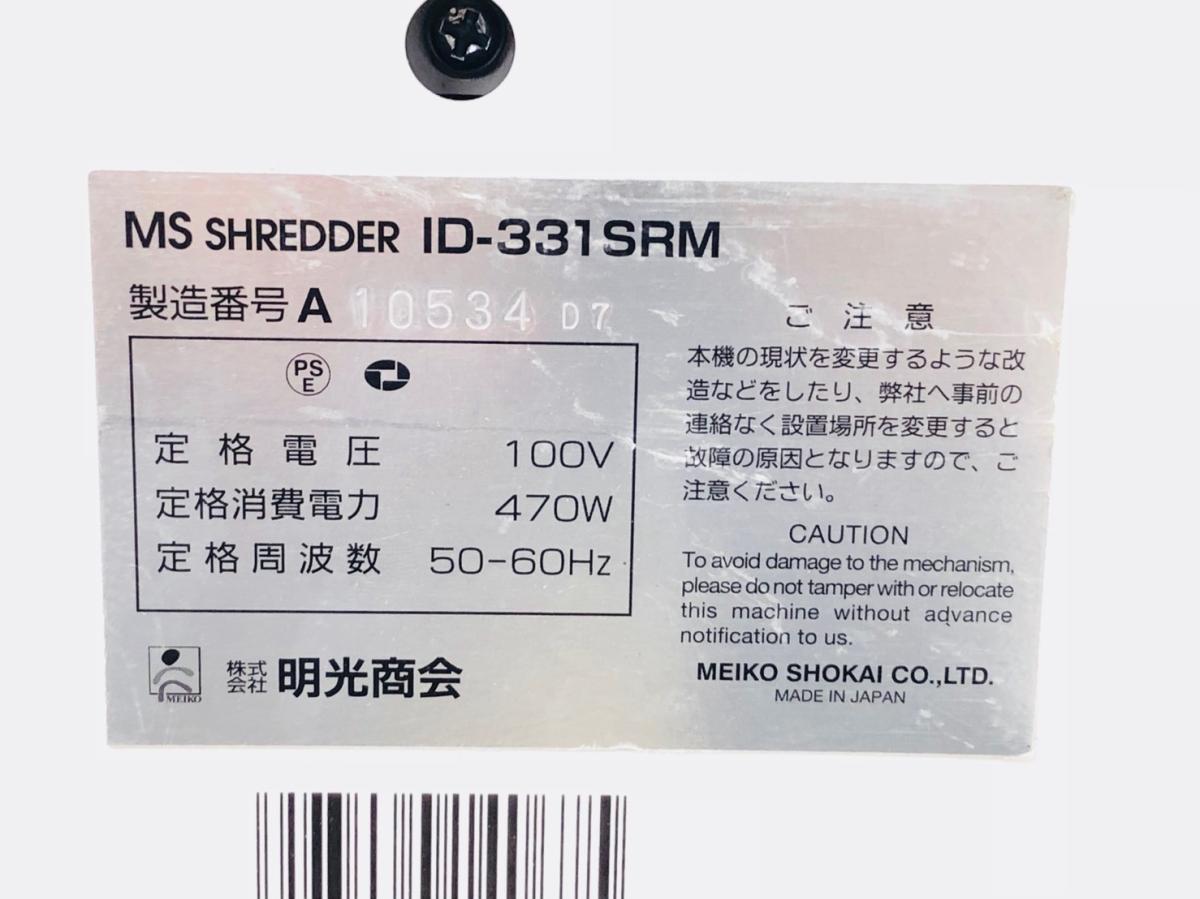 MS SHREDDER ID-331SRM
製造番号 A 10534 D7
PS
E
定格電圧 100V
定格消費電力 470W
定格周波数 50-60Hz
MEIKO
株式
会社 明光商会
ご注意
本機の現状を変更するような改
造などをしたり、弊社へ事前の
連絡なく設置場所を変更すると
故障の原因となりますので、ご
注意ください。
CAUTION
To avoid damage to the mechanism,
please do not tamper with or relocate
this machine without advance
notification to us.
MEIKO SHOKAI CO.,LTD.
MADE IN JAPAN